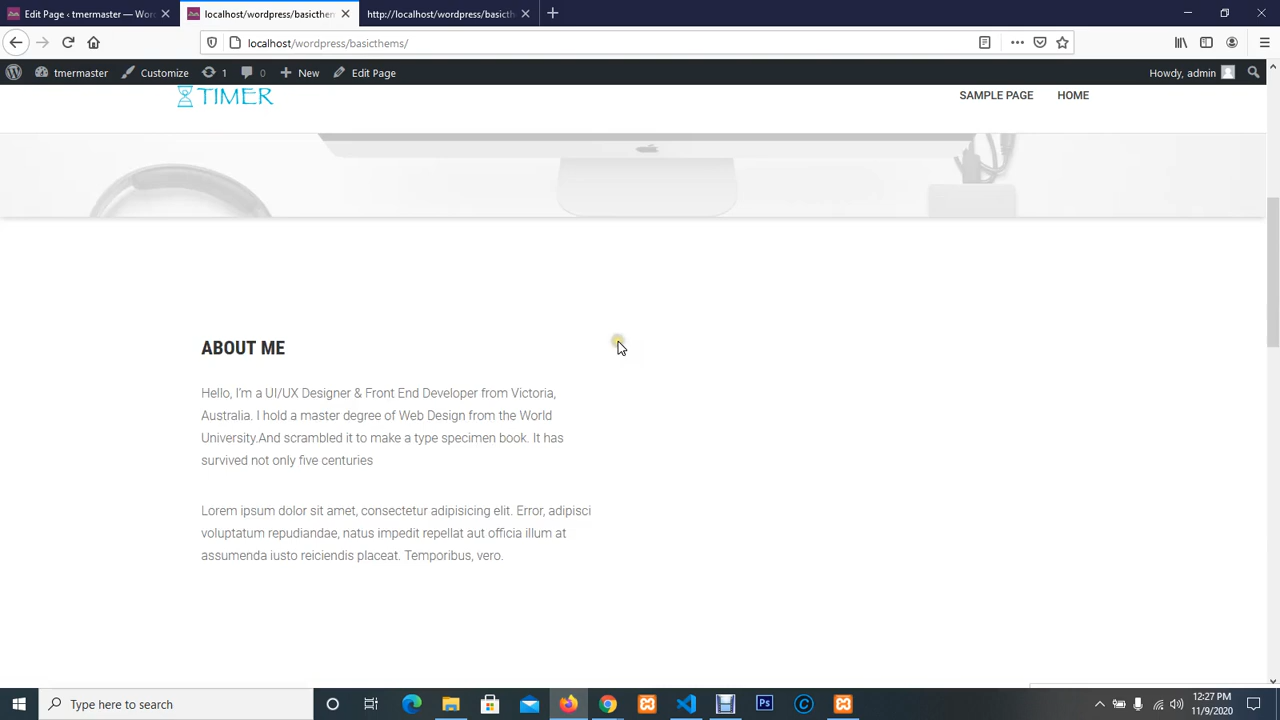 Edit Page ‹ tmermaster — Wor
localhost/wordpress/basicthem
http://localhost/wordpress/basicth
localhost/wordpress/basicthems/
tmermaster
Customize
1
0
New
Edit Page
Howdy, admin
TIMER
SAMPLE PAGE
HOME
ABOUT ME
Hello, I'm a UI/UX Designer & Front End Developer from Victoria,
Australia. I hold a master degree of Web Design from the World
University.And scrambled it to make a type specimen book. It has
survived not only five centuries
Lorem ipsum dolor sit amet, consectetur adipisicing elit. Error, adipisci
voluptatum repudiandae, natus impedit repellat aut officia illum at
assumenda iusto reiciendis placeat. Temporibus, vero.
Type here to search
Ps
12:27 PM
11/9/2020